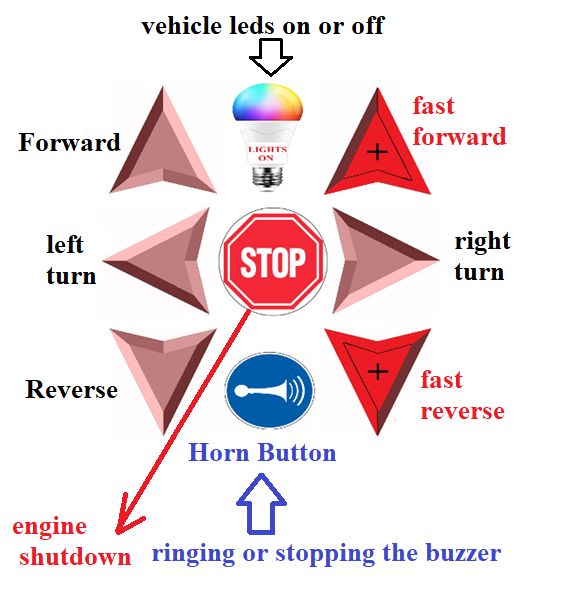 vehicle leds on or off
Forward
LIGHTS
ON
fast
forward
+
left
turn
STOP
right
turn
Reverse
+
fast
reverse
Horn Button
engine
shutdown
ringing or stopping the buzzer